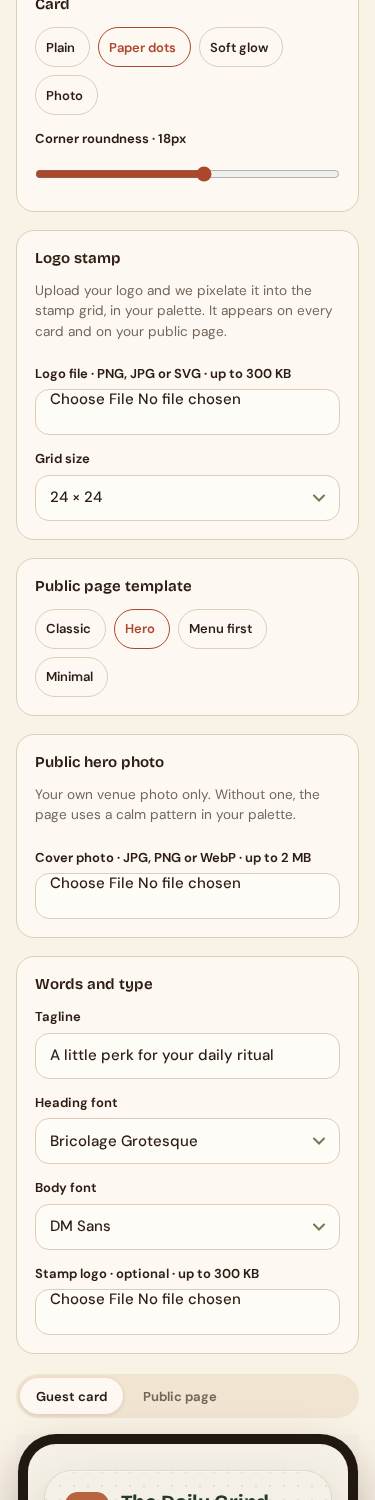 Card
Plain
Paper dots
Soft glow
Photo
Corner roundness · 18px
Logo stamp
Upload your logo and we pixelate it into the
stamp grid, in your palette. It appears on every
card and on your public page.
Logo file · PNG, JPG or SVG · up to 300 KB
Choose File No file chosen
Grid size
24 × 24
Public page template
Classic
Hero
Menu first
Minimal
Public hero photo
Your own venue photo only. Without one, the
page uses a calm pattern in your palette.
Cover photo · JPG, PNG or WebP · up to 2 MB
Choose File No file chosen
Words and type
Tagline
A little perk for your daily ritual
Heading font
Bricolage Grotesque
Body font
DM Sans
Stamp logo · optional · up to 300 KB
Choose File No file chosen
Guest card
Public page
The Daily Grind